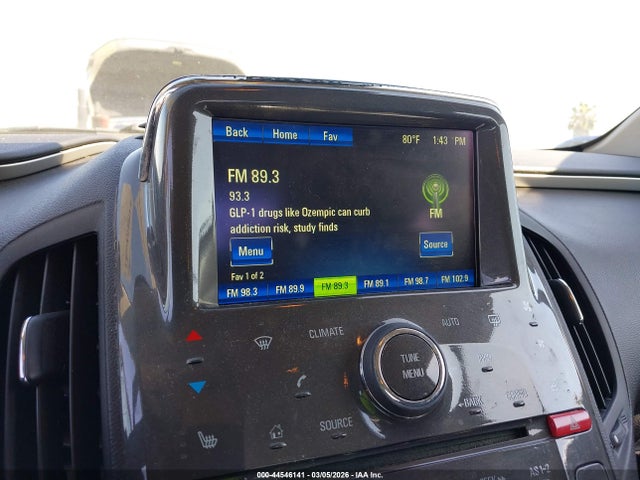 Back Home Fav 80°F 1:43 PM
FM 89.3
93.3
GLP-1 drugs like Ozempic can curb
addiction risk, study finds
FM
Menu
Source
Fav 1 of 2
FM 98.3 FM 89.9 FM 89.3 FM 89.1 FM 98.7 FM 102.9
CLIMATE
AUTO
TUNE
MENU
BACK
SOURCE
AS1-2
000-44546141 - 03/05/2026 - IAA Inc.